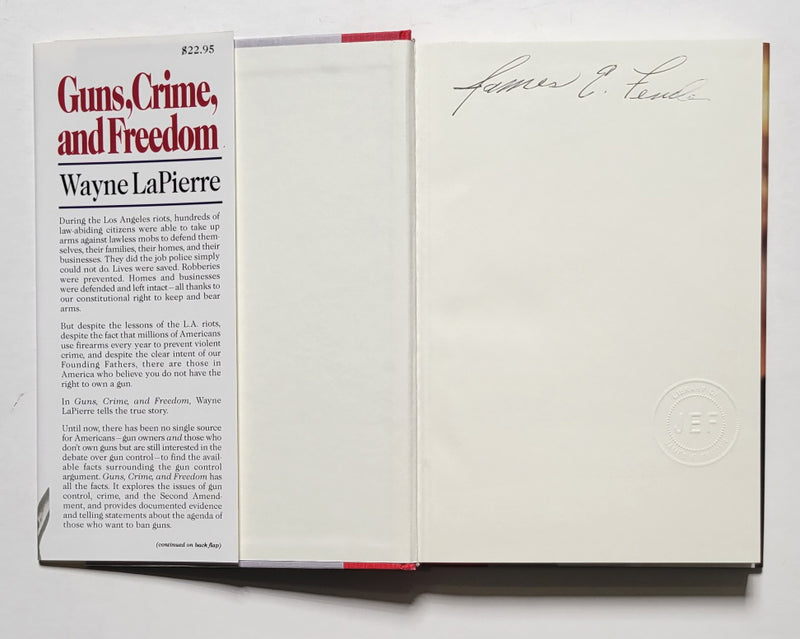 $22.95
Guns, Crime,
and Freedom
Wayne LaPierre
During the Los Angeles riots, hundreds of
law-abiding citizens were able to take up
arms against lawless mobs to defend them-
selves, their families, their homes, and their
businesses. They did the job police simply
could not do. Lives were saved. Robberies
were prevented. Homes and businesses
were defended and left intact—all thanks to
our constitutional right to keep and bear
arms.
But despite the lessons of the L.A. riots,
despite the fact that millions of Americans
use firearms every year to prevent violent
crime, and despite the clear intent of our
Founding Fathers, there are those in
America who believe you do not have the
right to own a gun.
In Guns, Crime, and Freedom, Wayne
LaPierre tells the true story.
Until now, there has been no single source
for Americans—gun owners and those who
don't own guns but are still interested in the
debate over gun control—to find the avail-
able facts surrounding the gun control
argument. Guns, Crime, and Freedom has
all the facts. It explores the issues of gun
control, crime, and the Second Amend-
ment, and provides documented evidence
and telling statements about the agenda of
those who want to ban guns.
(continued on back flap)
James E.
LIBRARY OF
JEF